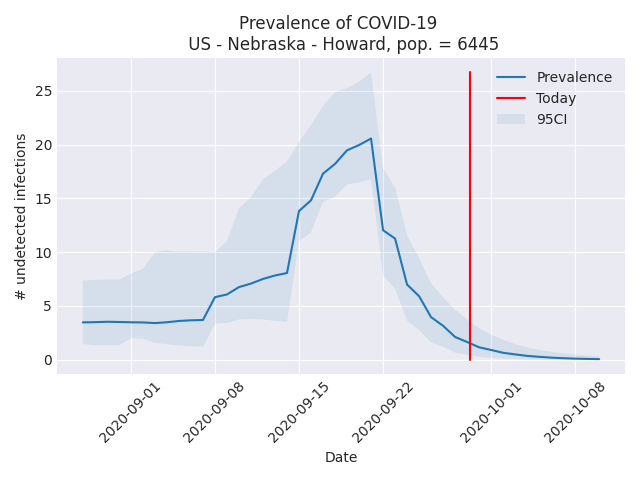 Prevalence of COVID-19
US - Nebraska - Howard, pop. = 6445
# undetected infections
25
20
15
10
5
0
Prevalence
Today
95CI
2020-09-01
2020-09-08
2020-09-15
2020-09-22
2020-10-01
2020-10-08
Date